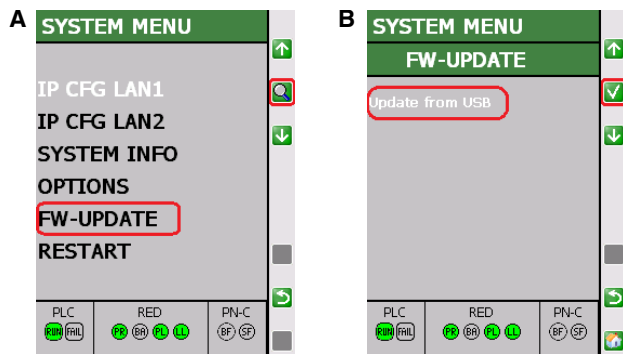 A
SYSTEM MENU
IP CFG LAN1
IP CFG LAN2
SYSTEM INFO
OPTIONS
FW-UPDATE
RESTART
PLC RED PN-C
RUN FAIL PR BA PL LL BF SF
B
SYSTEM MENU
FW-UPDATE
Update from USB
PLC RED PN-C
RUN FAIL PR BA PL LL BF SF